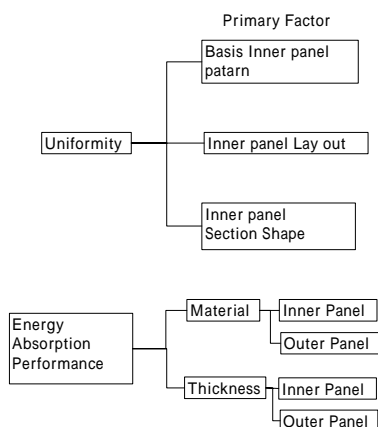 Primary Factor
Basis Inner panel
patarn
Uniformity
Inner panel Lay out
Inner panel
Section Shape
Energy
Absorption
Performance
Material
Inner Panel
Outer Panel
Thickness
Inner Panel
Outer Panel